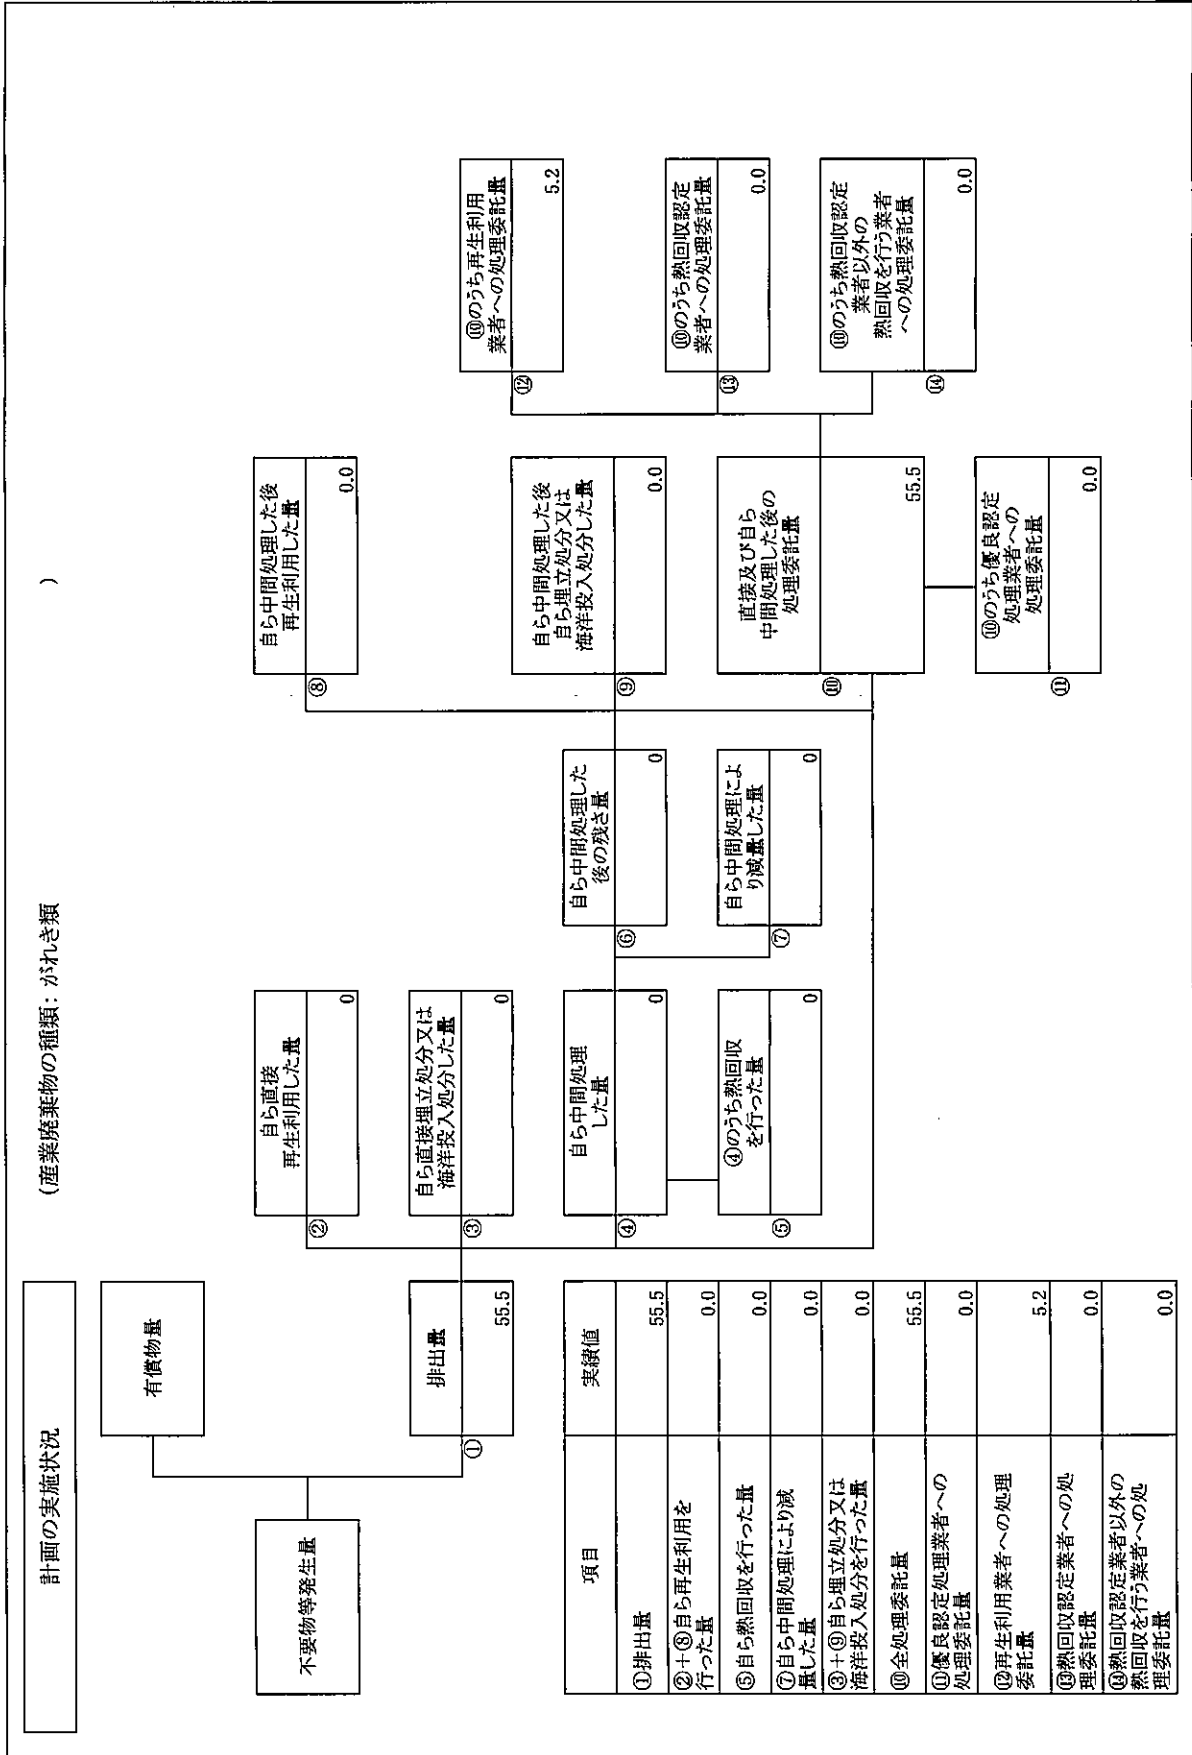 計画の実施状況
(産業廃棄物の種類: がれき類
)
有償物量
不要物等発生量
①
排出量
55.5
②
自ら直接
再生利用した量
0
③
自ら直接埋立処分又は
海洋投入処分した量
0
④
自ら中間処理
した量
0
⑤
④のうち熱回収
を行った量
0
⑥
自ら中間処理した
後の残さ量
0
⑦
自ら中間処理によ
り減量した量
0
⑧
自ら中間処理した後
再生利用した量
0.0
⑨
自ら中間処理した後
自ら埋立処分又は
海洋投入処分した量
0.0
⑩
直接及び自ら
中間処理した後の
処理委託量
55.5
⑪
⑩のうち優良認定
処理業者への
処理委託量
0.0
⑫
⑩のうち再生利用
業者への処理委託量
5.2
⑬
⑩のうち熱回収認定
業者への処理委託量
0.0
⑭
⑩のうち熱回収認定
業者以外の
熱回収を行う業者
への処理委託量
0.0
項目 実績値
①排出量 55.5
②+⑧自ら再生利用を
行った量 0.0
⑤自ら熱回収を行った量 0.0
⑦自ら中間処理により減
量した量 0.0
③+⑨自ら埋立処分又は
海洋投入処分を行った量 0.0
⑩全処理委託量 55.5
⑪優良認定処理業者への
処理委託量 0.0
⑫再生利用業者への処理
委託量 5.2
⑬熱回収認定業者への処
理委託量 0.0
⑭熱回収認定業者以外の
熱回収を行う業者への処
理委託量 0.0